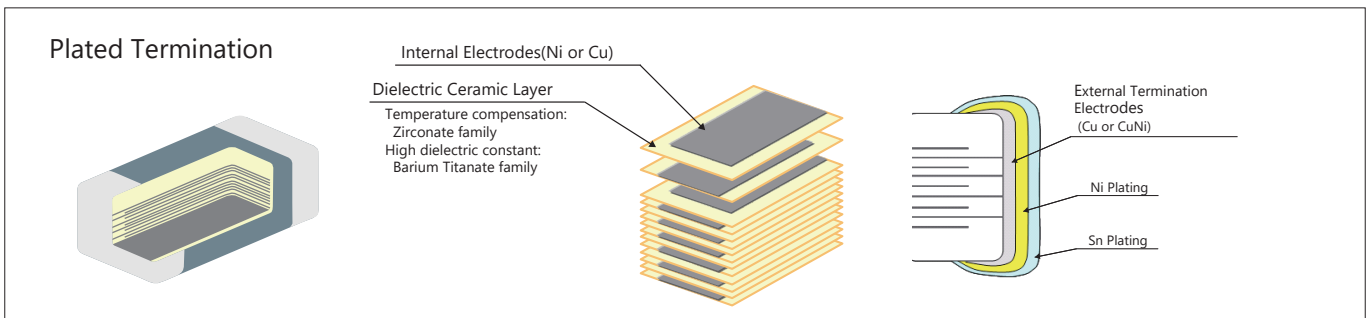 Plated Termination
Internal Electrodes(Ni or Cu)
Dielectric Ceramic Layer
Temperature compensation:
Zirconate family
High dielectric constant:
Barium Titanate family
External Termination
Electrodes
(Cu or CuNi)
Ni Plating
Sn Plating